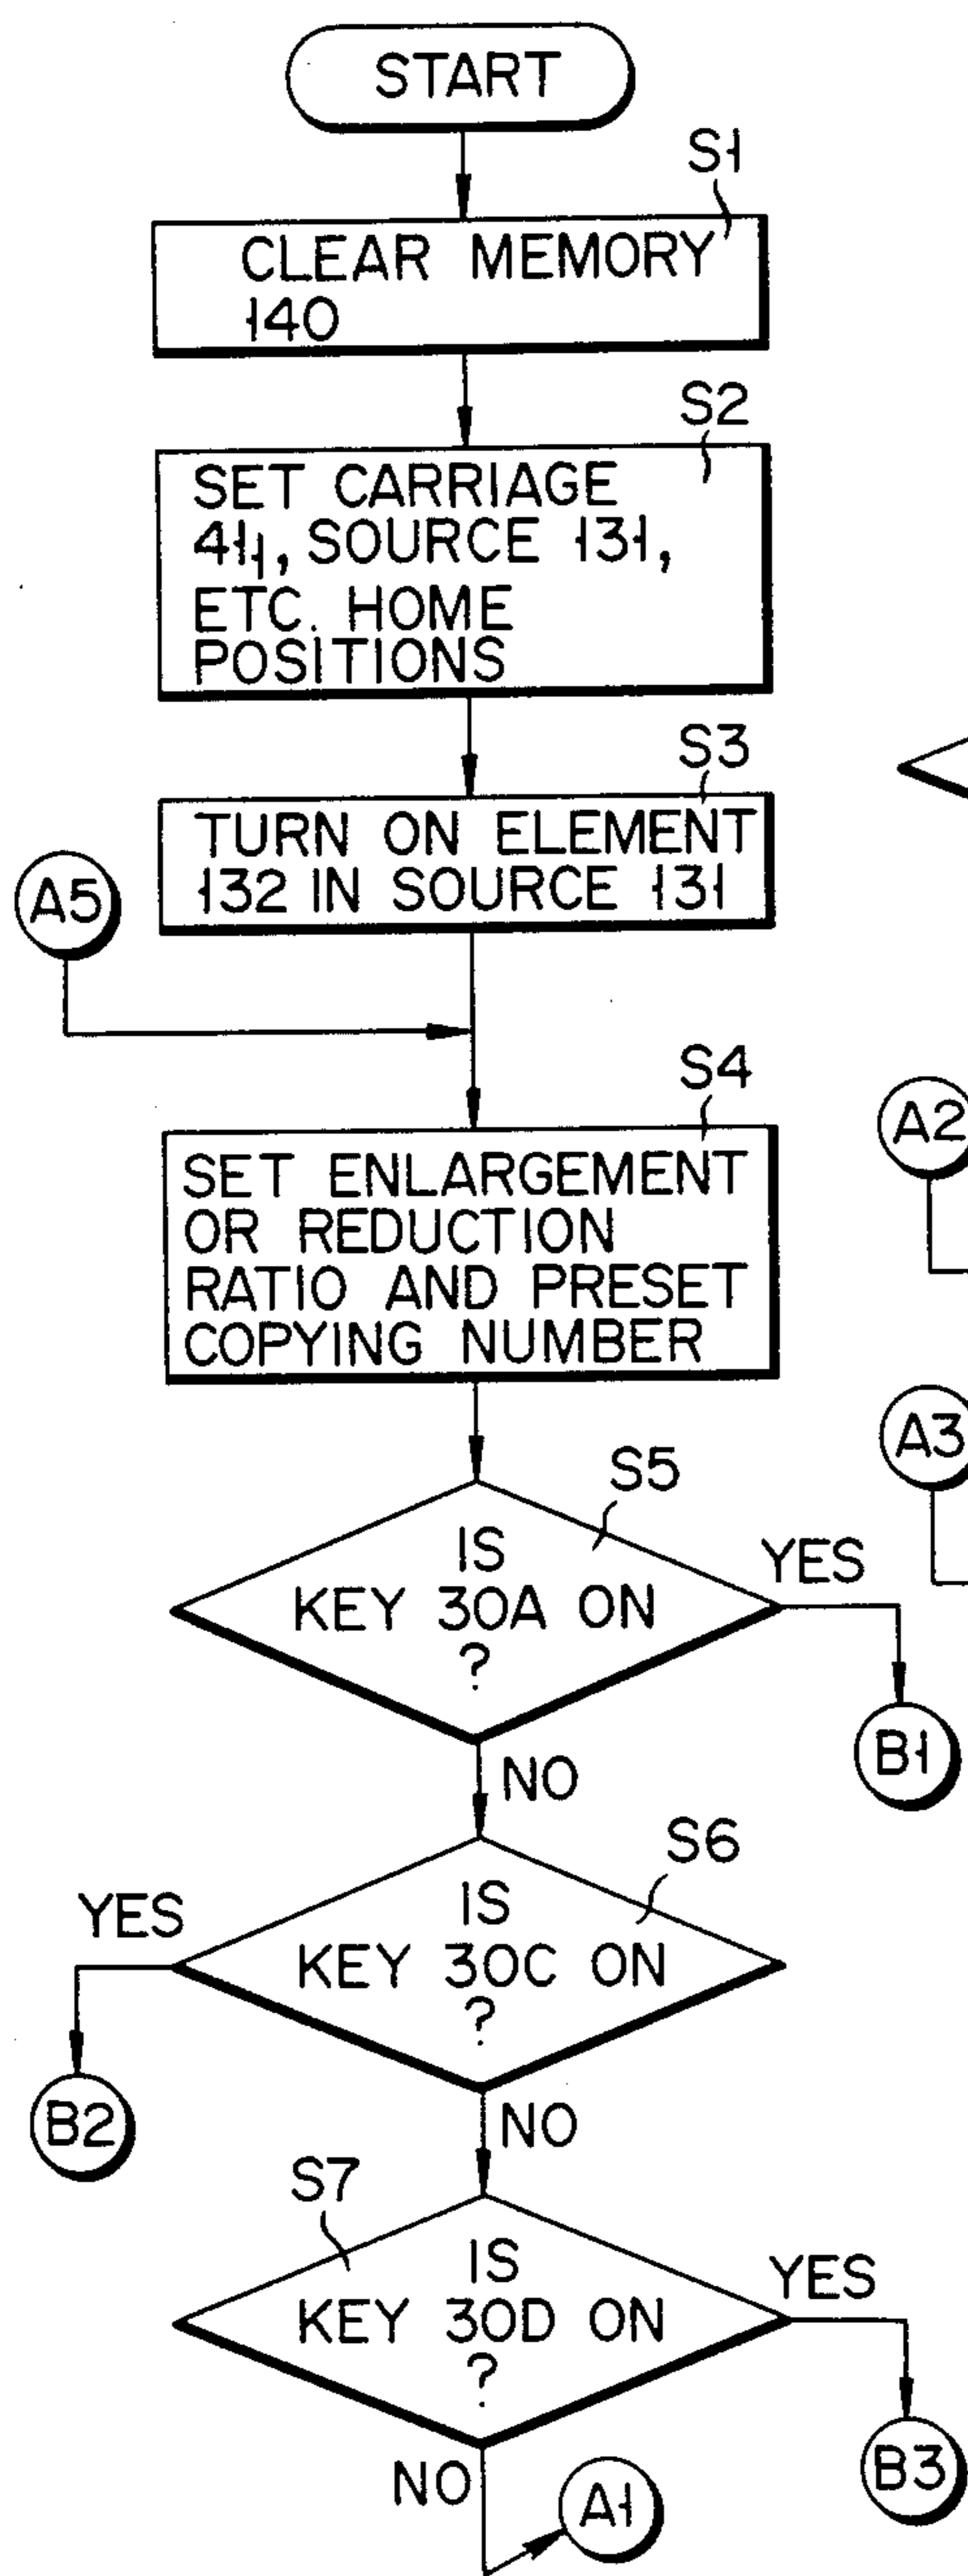 START
S1
CLEAR MEMORY
140
S2
SET CARRIAGE
41₁, SOURCE 131,
ETC. HOME
POSITIONS
S3
TURN ON ELEMENT
132 IN SOURCE 131
A5
S4
A2
SET ENLARGEMENT
OR REDUCTION
RATIO AND PRESET
COPYING NUMBER
A3
S5
IS
KEY 30A ON
?
YES
B1
NO
S6
IS
KEY 30C ON
?
YES
B2
NO
S7
IS
KEY 30D ON
?
YES
B3
NO
A1